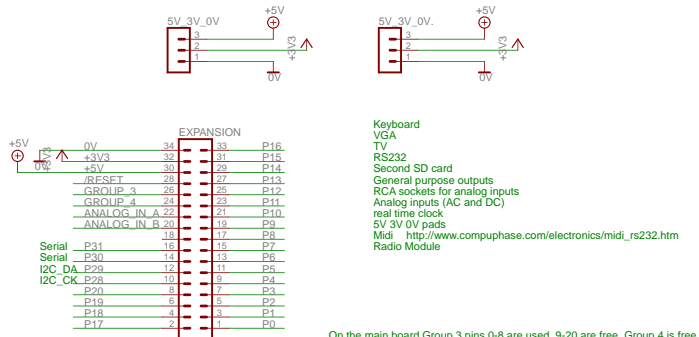 +5V
5V_3V_0V
3
2
1
+3V3
0V
+5V
5V_3V_0V.
3
2
1
+3V3
0V
EXPANSION
+5V
0V
+3V3
0V 34 33 P16
+3V3 32 31 P15
+5V 30 29 P14
/RESET 28 27 P13
GROUP_3 26 25 P12
GROUP_4 24 23 P11
ANALOG_IN_A 22 21 P10
ANALOG_IN_B 20 19 P9
18 17 P8
Serial P31 16 15 P7
Serial P30 14 13 P6
I2C_DA P29 12 11 P5
I2C_CK P28 10 9 P4
P20 8 7 P3
P19 6 5 P2
P18 4 3 P1
P17 2 1 P0
Keyboard
VGA
TV
RS232
Second SD card
General purpose outputs
RCA sockets for analog inputs
Analog inputs (AC and DC)
real time clock
5V 3V 0V pads
Midi http://www.compuphase.com/electronics/midi_rs232.htm
Radio Module
On the main board Group 3 pins 0-8 are used, 9-20 are free. Group 4 is free